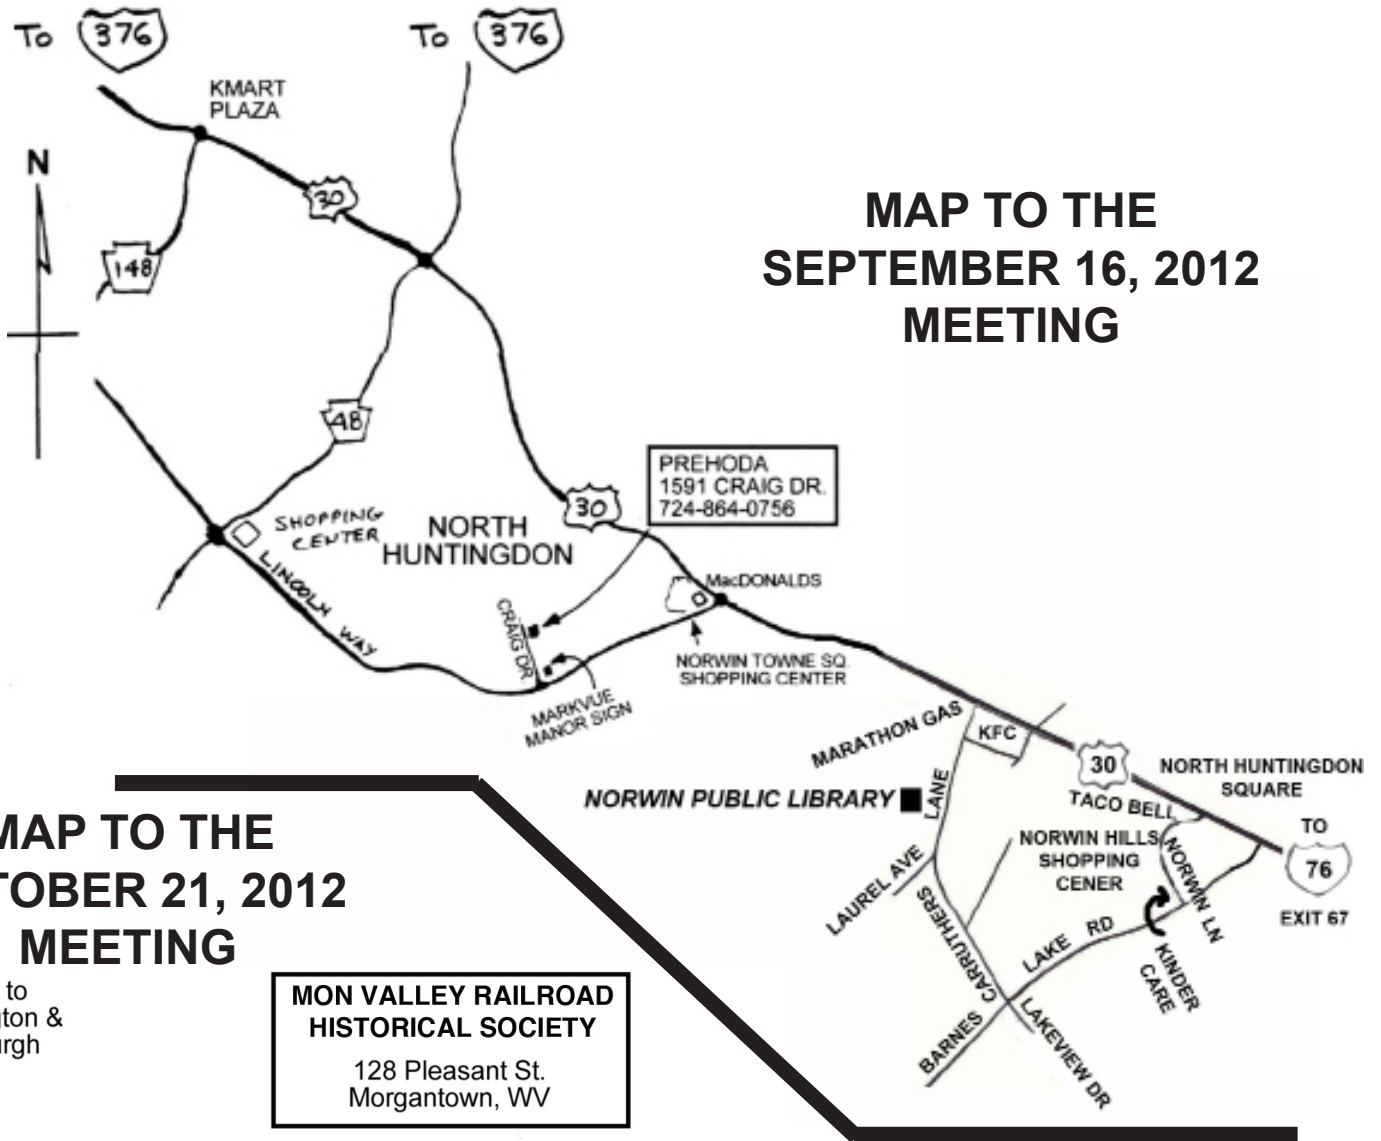 To 376
To 376
KMART
PLAZA
N
30
148
MAP TO THE
SEPTEMBER 16, 2012
MEETING
48
PREHODA
1591 CRAIG DR.
724-864-0756
30
SHOPPING
CENTER
NORTH
HUNTINGDON
LINCOLN WAY
MacDONALDS
CRAIG DR.
NORWIN TOWNE SQ.
SHOPPING CENTER
MARKVUE
MANOR SIGN
MARATHON GAS
KFC
30
NORTH HUNTINGDON
SQUARE
NORWIN PUBLIC LIBRARY
CARRUTHERS LANE
TACO BELL
TO
76
EXIT 67
NORWIN HILLS
SHOPPING
CENER
NORWIN LN
LAUREL AVE
BARNES LAKE RD
KINDER
CARE
LAKEVIEW DR
MAP TO THE
TOBER 21, 2012
MEETING
to
gton &
urgh
MON VALLEY RAILROAD
HISTORICAL SOCIETY
128 Pleasant St.
Morgantown, WV